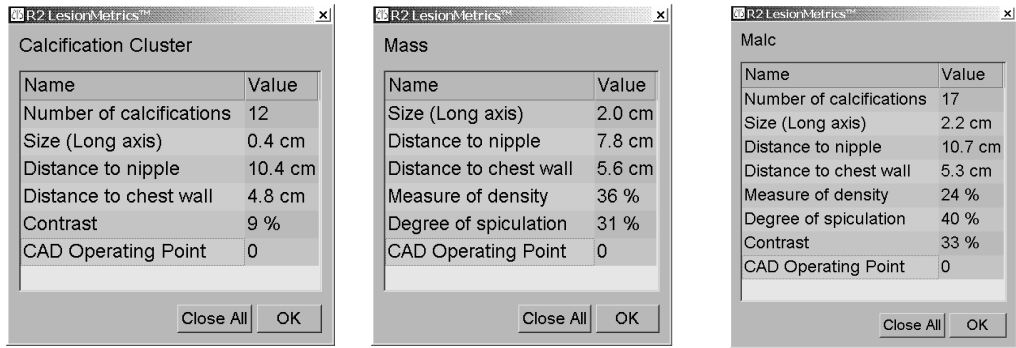 R2 LesionMetrics™
Calcification Cluster
Name Value
Number of calcifications 12
Size (Long axis) 0.4 cm
Distance to nipple 10.4 cm
Distance to chest wall 4.8 cm
Contrast 9 %
CAD Operating Point 0
Close All OK
R2 LesionMetrics™
Mass
Name Value
Size (Long axis) 2.0 cm
Distance to nipple 7.8 cm
Distance to chest wall 5.6 cm
Measure of density 36 %
Degree of spiculation 31 %
CAD Operating Point 0
Close All OK
R2 LesionMetrics™
Malc
Name Value
Number of calcifications 17
Size (Long axis) 2.2 cm
Distance to nipple 10.7 cm
Distance to chest wall 5.3 cm
Measure of density 24 %
Degree of spiculation 40 %
Contrast 33 %
CAD Operating Point 0
Close All OK